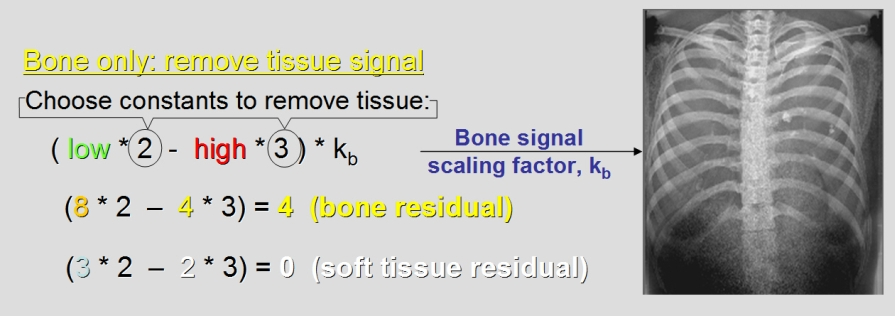 Bone only: remove tissue signal
Choose constants to remove tissue:
( low * 2 - high * 3 ) * kb
Bone signal
scaling factor, kb
(8 * 2 – 4 * 3) = 4 (bone residual)
(3 * 2 – 2 * 3) = 0 (soft tissue residual)